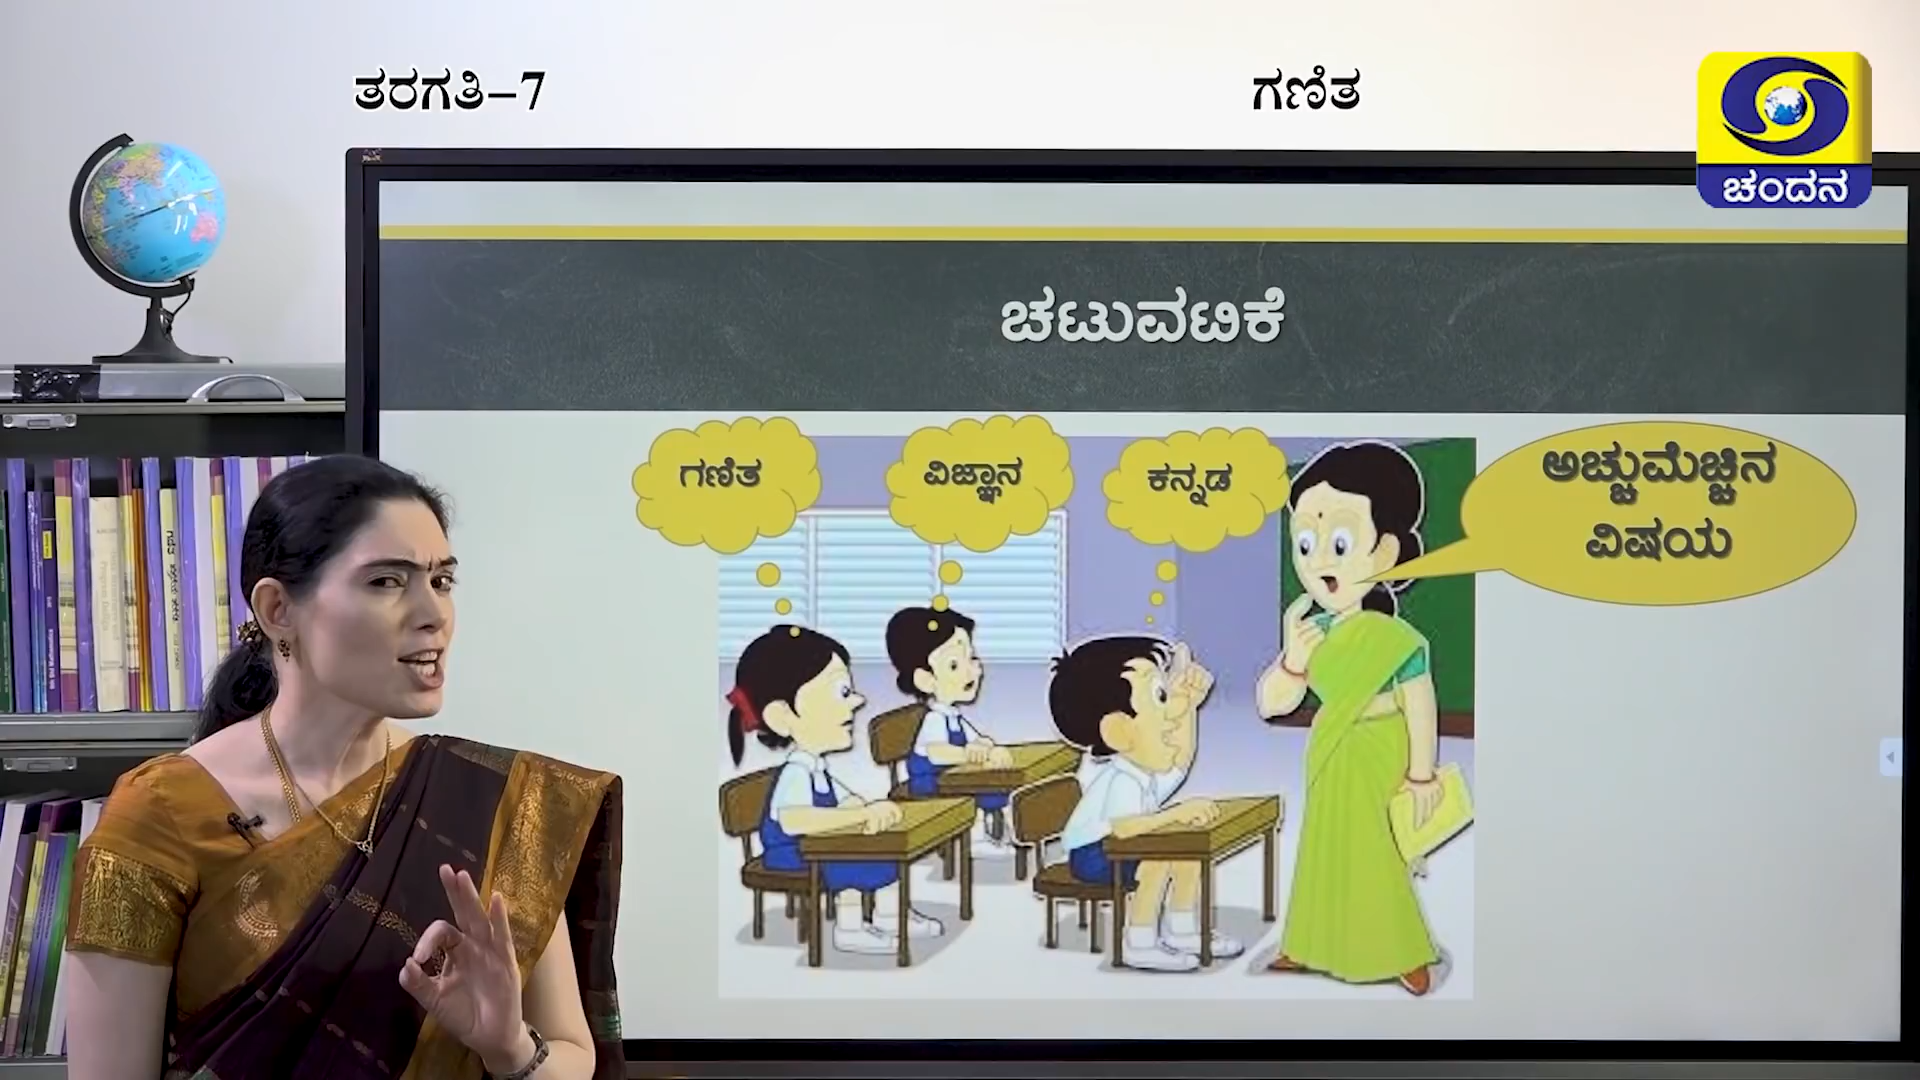 ತರಗತಿ–7
ಗಣಿತ
ಚಂದನ
ಚಟುವಟಿಕೆ
ಗಣಿತ
ವಿಜ್ಞಾನ
ಕನ್ನಡ
ಅಚ್ಚುಮೆಚ್ಚಿನ
ವಿಷಯ